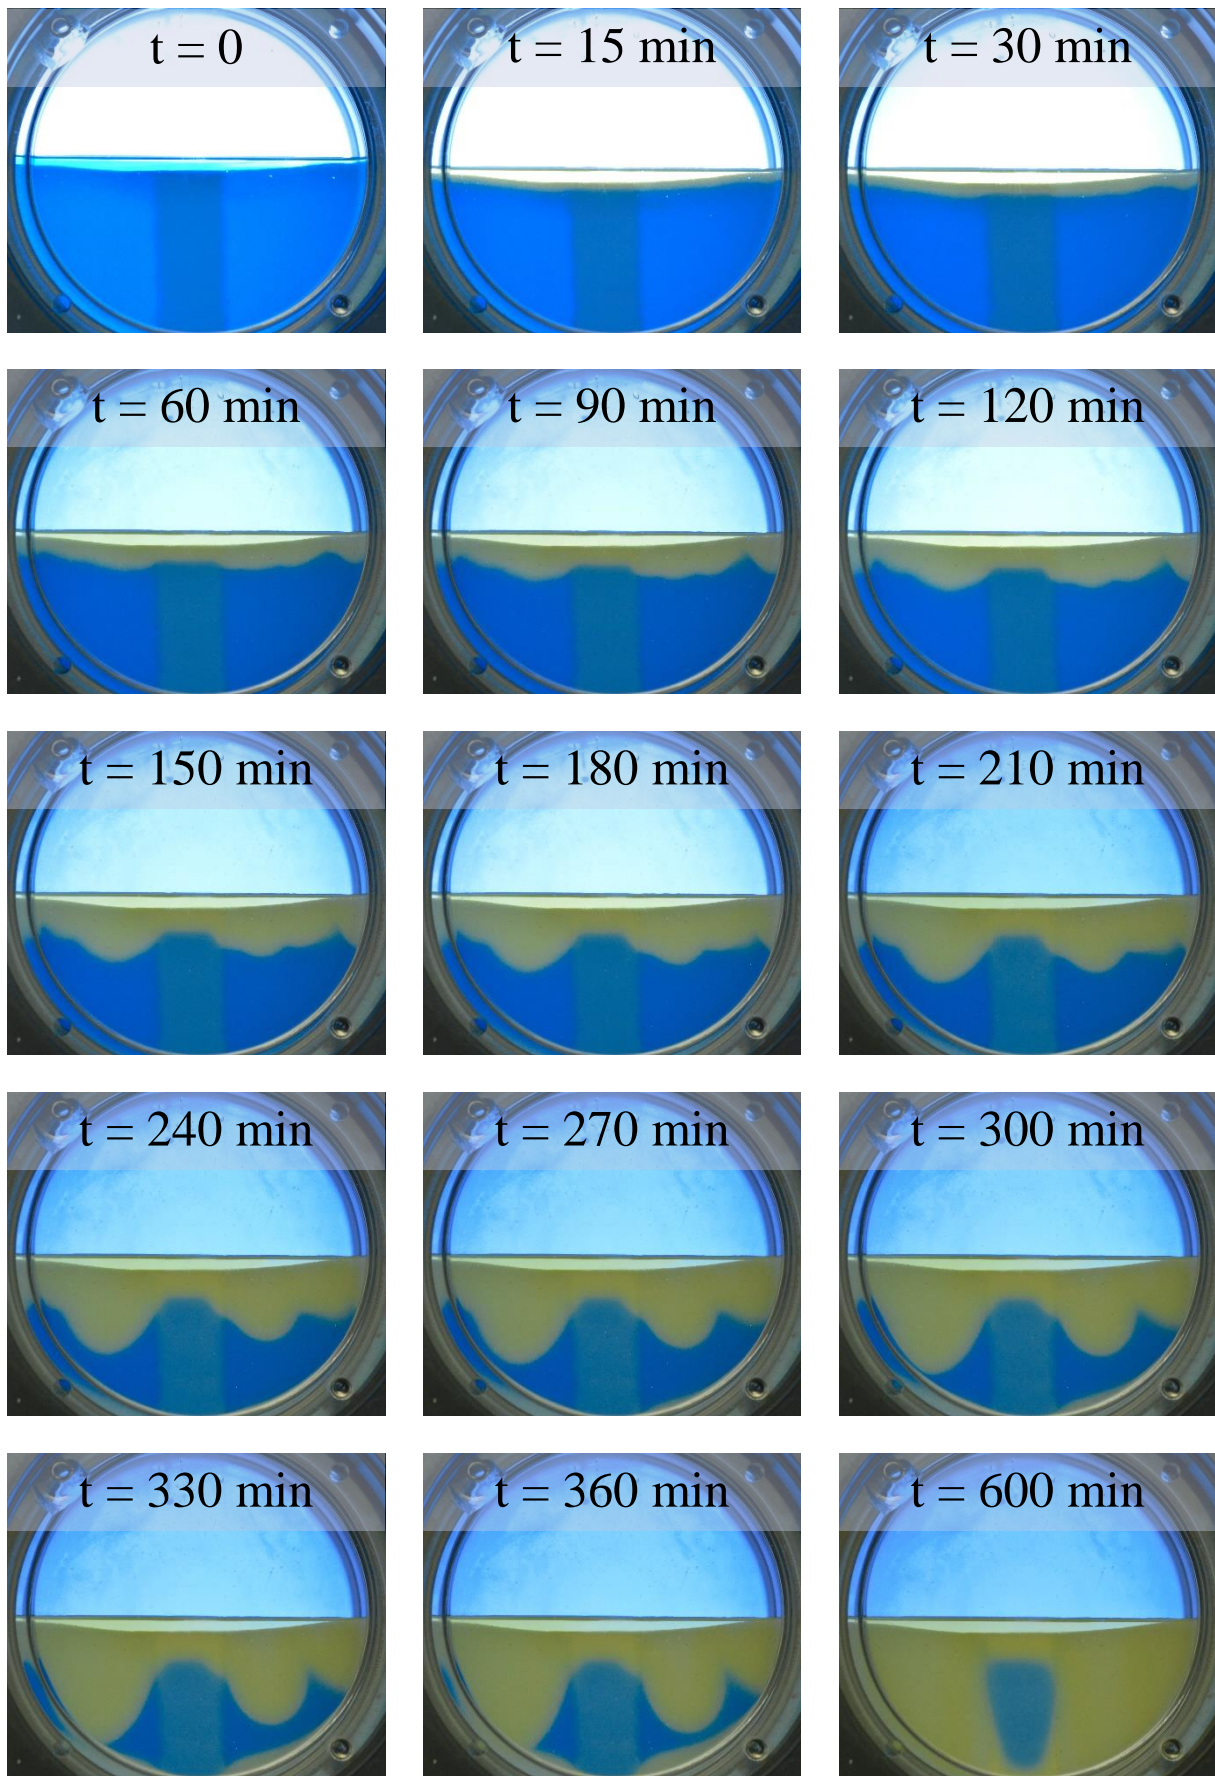 t = 0
t = 15 min
t = 30 min
t = 60 min
t = 90 min
t = 120 min
t = 150 min
t = 180 min
t = 210 min
t = 240 min
t = 270 min
t = 300 min
t = 330 min
t = 360 min
t = 600 min